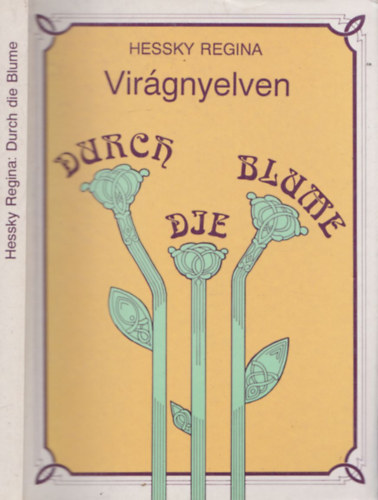 Hessky Regina: Durch die Blume
HESSKY REGINA
Virágnyelven
DURCH
DIE
BLUME